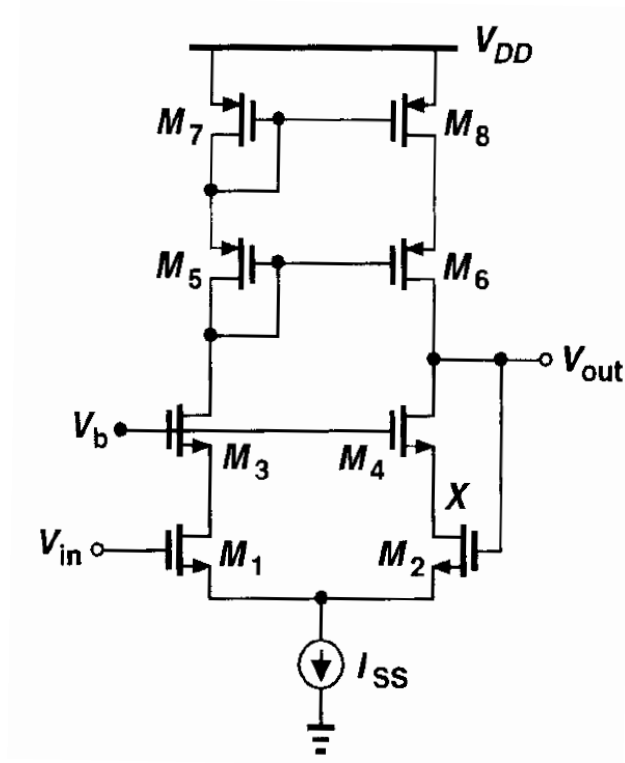 V_DD
M_7 M_8
M_5 M_6
V_out
V_b M_3 M_4
X
V_in M_1 M_2
I_SS